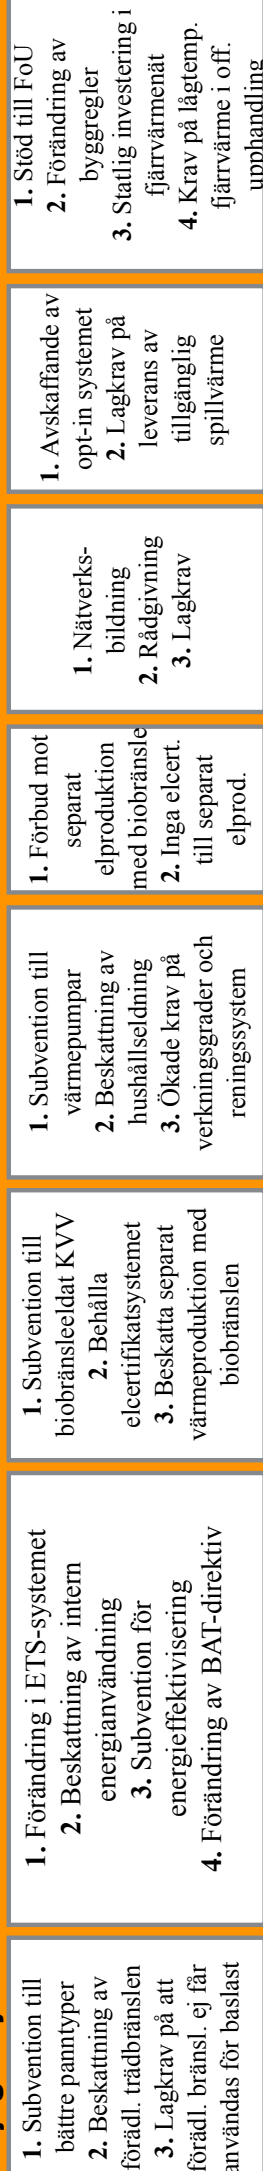 1. Subvention till
bättre panntyper
2. Beskattning av
förädl. trädbränslen
3. Lagkrav på att
förädl. bränsl. ej får
användas för baslast
1. Förändring i ETS-systemet
2. Beskattning av intern
energianvändning
3. Subvention för
energieffektivisering
4. Förändring av BAT-direktiv
1. Subvention till
biobränsleeldat KVV
2. Behålla
elcertifikatsystemet
3. Beskatta separat
värmeproduktion med
biobränslen
1. Subvention till
värmepumpar
2. Beskattning av
hushållseldning
3. Ökade krav på
verkningsgrader och
reningssystem
1. Förbud mot
separat
elproduktion
med biobränsle
2. Inga elcert.
till separat
elprod.
1. Nätverks-
bildning
2. Rådgivning
3. Lagkrav
1. Avskaffande av
opt-in systemet
2. Lagkrav på
leverans av
tillgänglig
spillvärme
1. Stöd till FoU
2. Förändring av
byggregler
3. Statlig investering i
fjärrvärmenät
4. Krav på lågtemp.
fjärrvärme i off.
upphandling